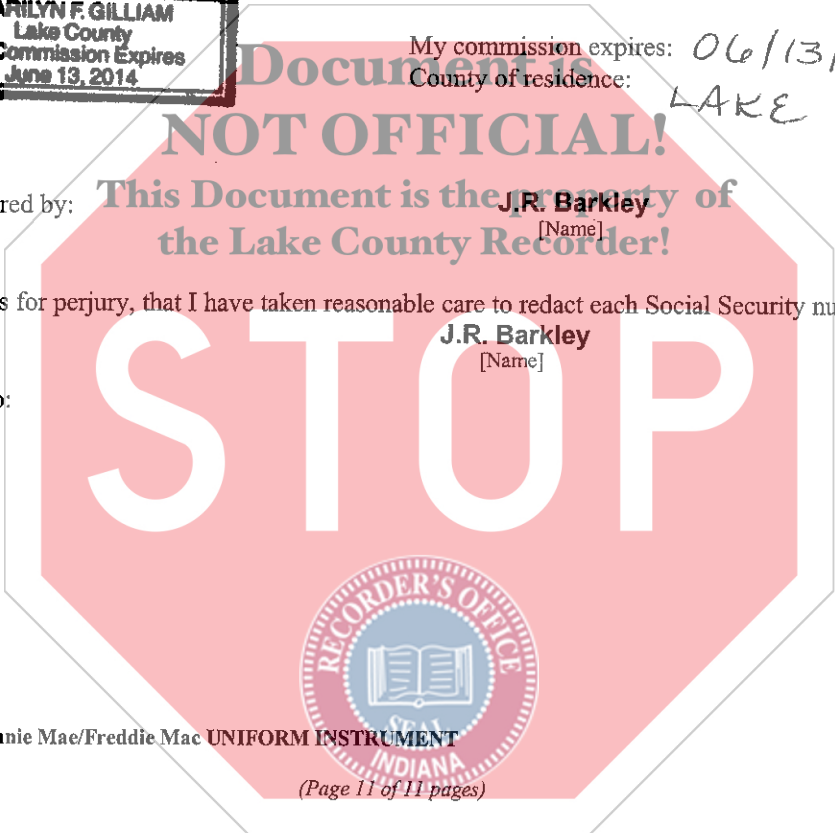 ARILYN F. GILLIAM
Lake County
Commission Expires
June 13, 2014
My commission expires: 06/13/
County of residence:
LAKE
Document is
NOT OFFICIAL!
This Document is the property of
the Lake County Recorder!
red by:
J.R. Barkley
[Name]
s for perjury, that I have taken reasonable care to redact each Social Security nu
J.R. Barkley
[Name]
o:
STOP
RECORDER'S OFFICE
SEAL
INDIANA
nnie Mae/Freddie Mac UNIFORM INSTRUMENT
(Page 11 of 11 pages)